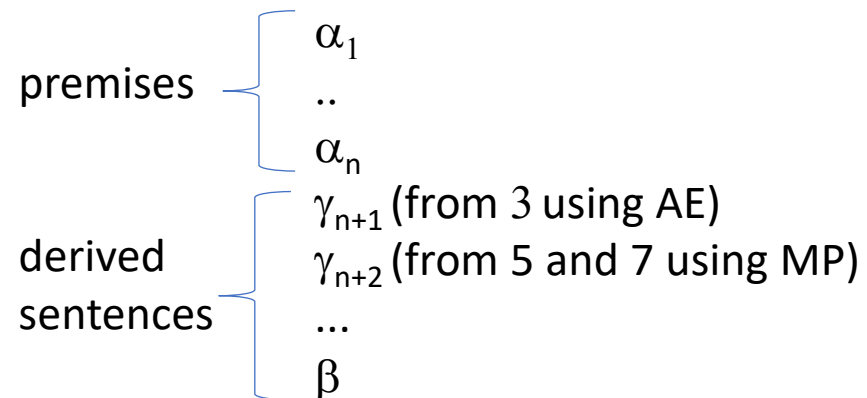 α₁
premises
..
αₙ
γₙ₊₁ (from 3 using AE)
derived
γₙ₊₂ (from 5 and 7 using MP)
sentences
...
β